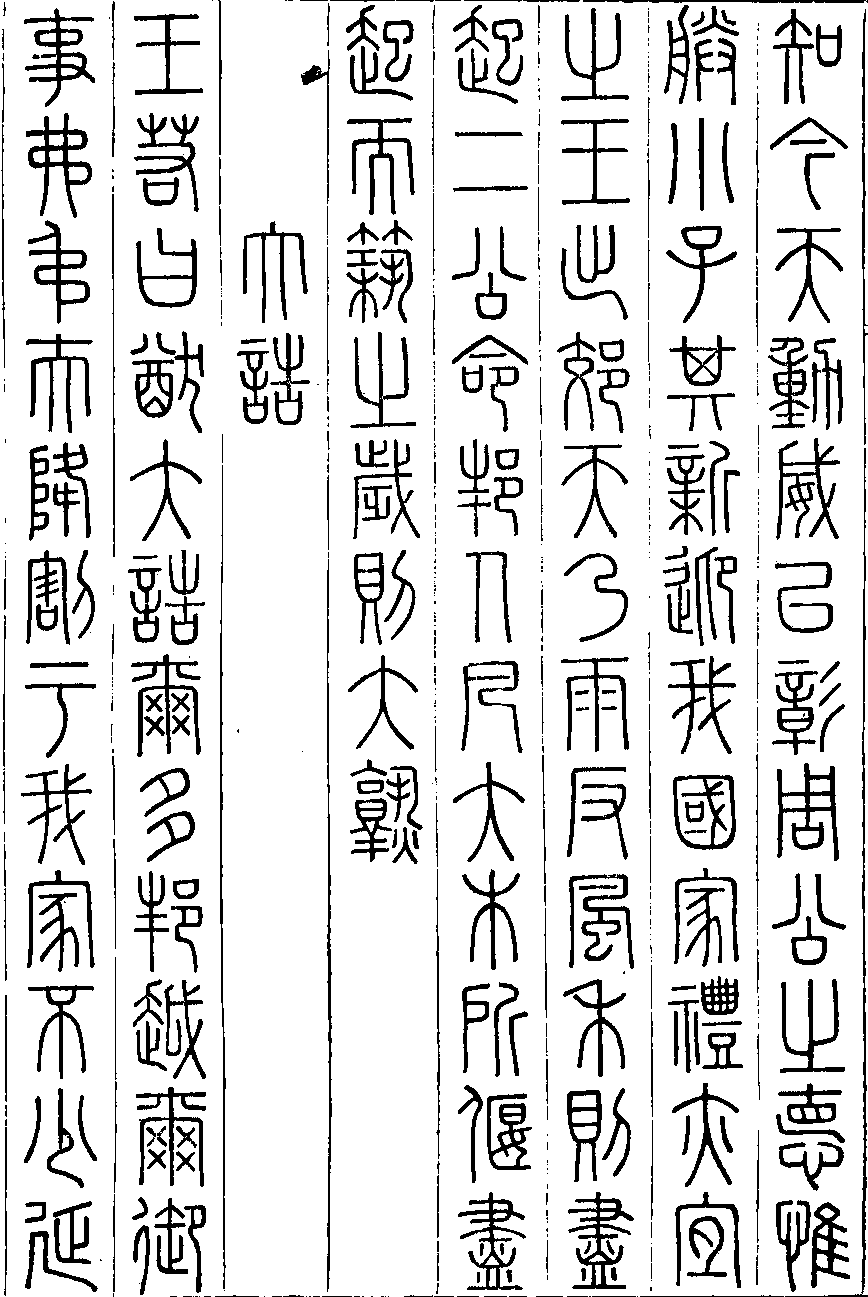 知今天動威以彰周公之德惟
朕小子其新迎我國家禮亦宜
之王出郊天乃雨反風禾則盡
起二公命邦人凡大木所偃盡
起而築之歲則大熟
大誥
王若曰猷大誥爾多邦越爾御
事弗弔天降割于我家不少延